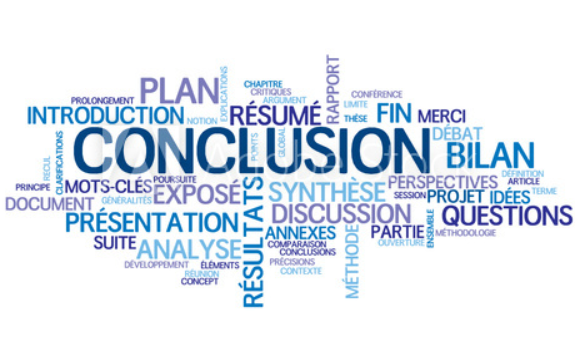 PLAN
EXPLICATIONS
CHAPITRE
CRITIQUES
ARGUMENT
RAPPORT
CONFÉRENCE
PROLONGEMENT
INTRODUCTION
NOTION
RÉSUMÉ
LIMITE
THÈSE
FIN
MERCI
DÉBAT
RECUL
CLARIFICATIONS
CONCLUSION
POINTS
GLOBAL
BILAN
DÉFINITION
PRINCIPE
MOTS-CLÉS
POURSUITE
EXPOSÉ
SYNTHÈSE
PERSPECTIVES
ARTICLE
TERME
SESSION
PROJET
IDÉES
DOCUMENT
GÉNÉRALITÉS
RÉSULTATS
DISCUSSION
ENSEMBLE
QUESTIONS
PRÉSENTATION
ANNEXES
MÉTHODE
PARTIE
MÉTHODOLOGIE
SUITE
ANALYSE
COMPARAISON
OUVERTURE
CONCLUSIONS
DÉVELOPPEMENT
ÉLÉMENTS
PRÉCISIONS
RÉUNION
CONTEXTE
CONCEPT